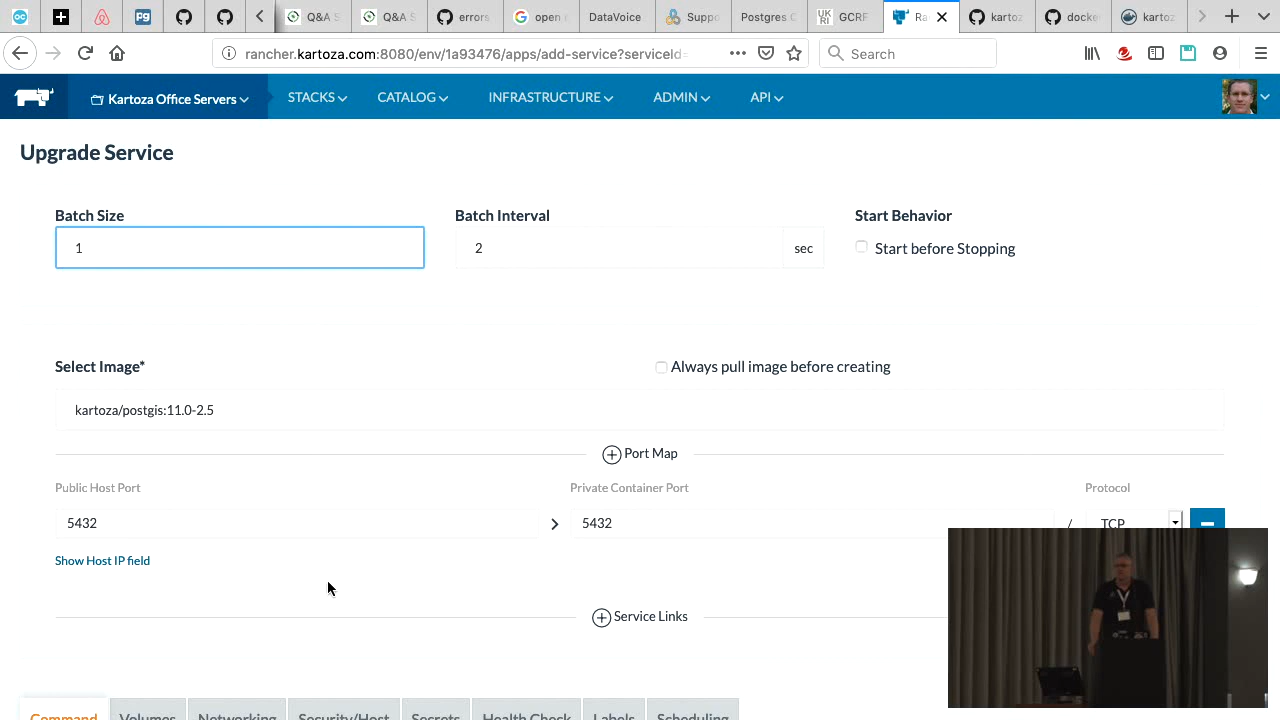 Q&A S
Q&A S
errors
open
DataVoice
Suppo
Postgres C
UK RI
GCRF
Ra
kartoz
docke
kartoz
rancher.kartoza.com:8080/env/1a93476/apps/add-service?serviceId=
Search
Kartoza Office Servers
STACKS
CATALOG
INFRASTRUCTURE
ADMIN
API
Upgrade Service
Batch Size
Batch Interval
Start Behavior
1
2
sec
Start before Stopping
Select Image*
Always pull image before creating
kartoza/postgis:11.0-2.5
Port Map
Public Host Port
Private Container Port
Protocol
5432
5432
/
TCP
Show Host IP field
Service Links
Command
Volumes
Networking
Security/Host
Secrets
Health Check
Labels
Scheduling